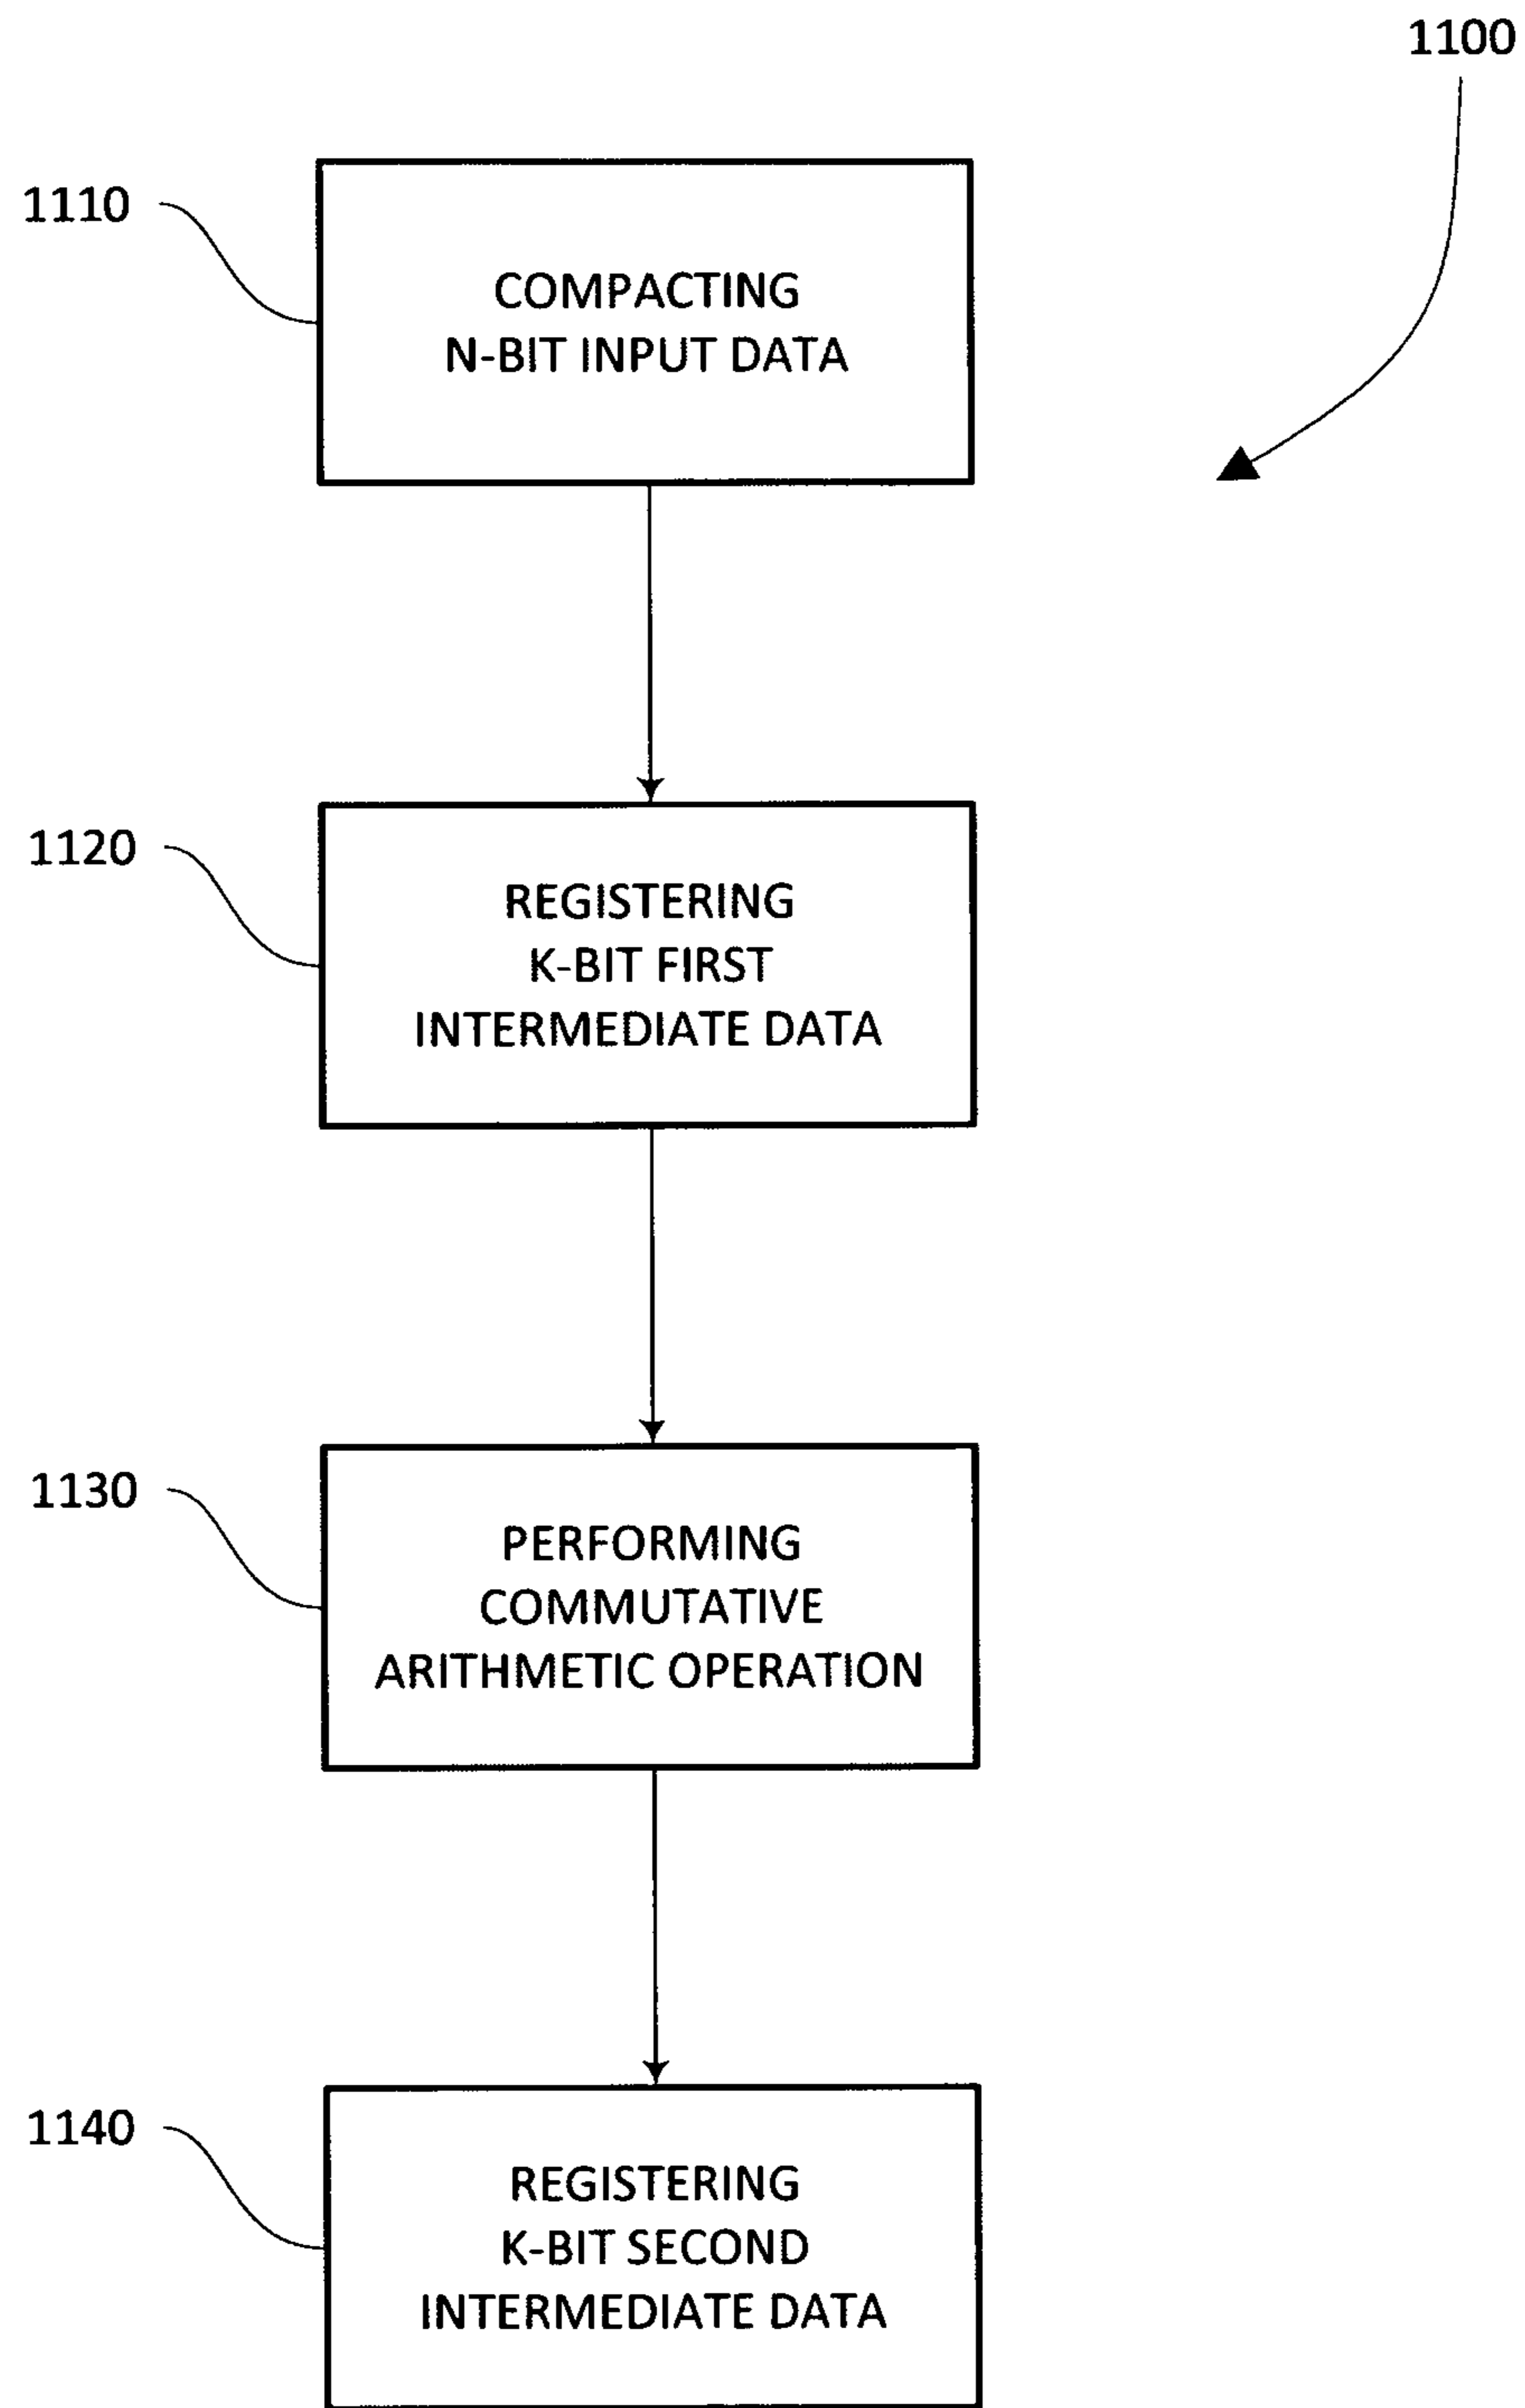 1100
1110
COMPACTING
N-BIT INPUT DATA
1120
REGISTERING
K-BIT FIRST
INTERMEDIATE DATA
1130
PERFORMING
COMMUTATIVE
ARITHMETIC OPERATION
1140
REGISTERING
K-BIT SECOND
INTERMEDIATE DATA